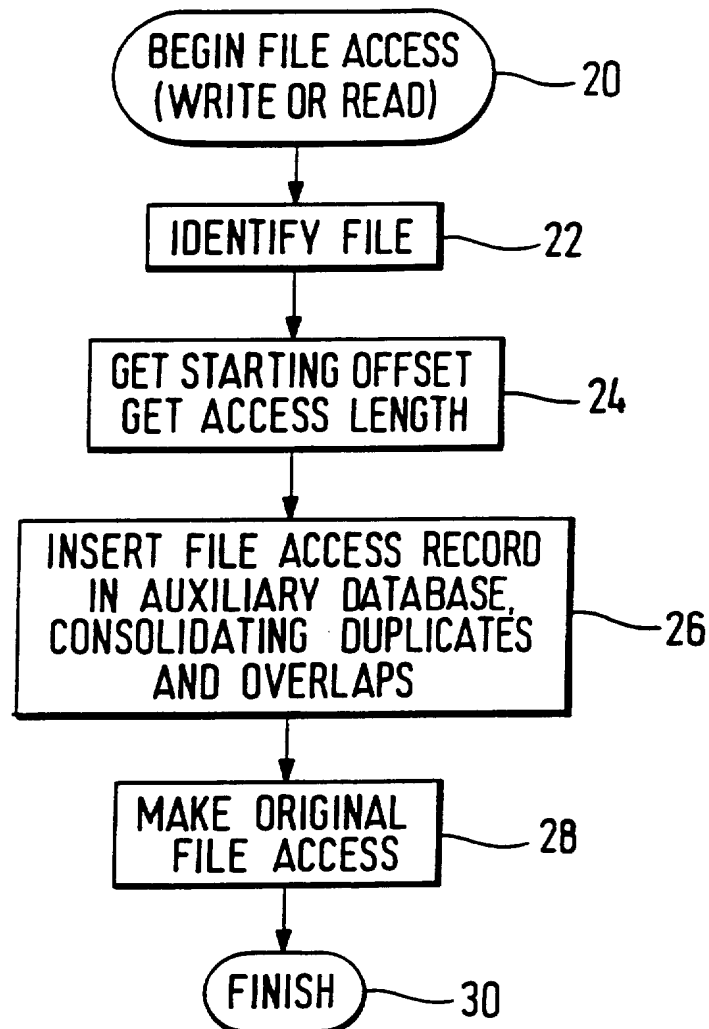 BEGIN FILE ACCESS
(WRITE OR READ)
20
IDENTIFY FILE
22
GET STARTING OFFSET
GET ACCESS LENGTH
24
INSERT FILE ACCESS RECORD
IN AUXILIARY DATABASE,
CONSOLIDATING DUPLICATES
AND OVERLAPS
26
MAKE ORIGINAL
FILE ACCESS
28
FINISH
30